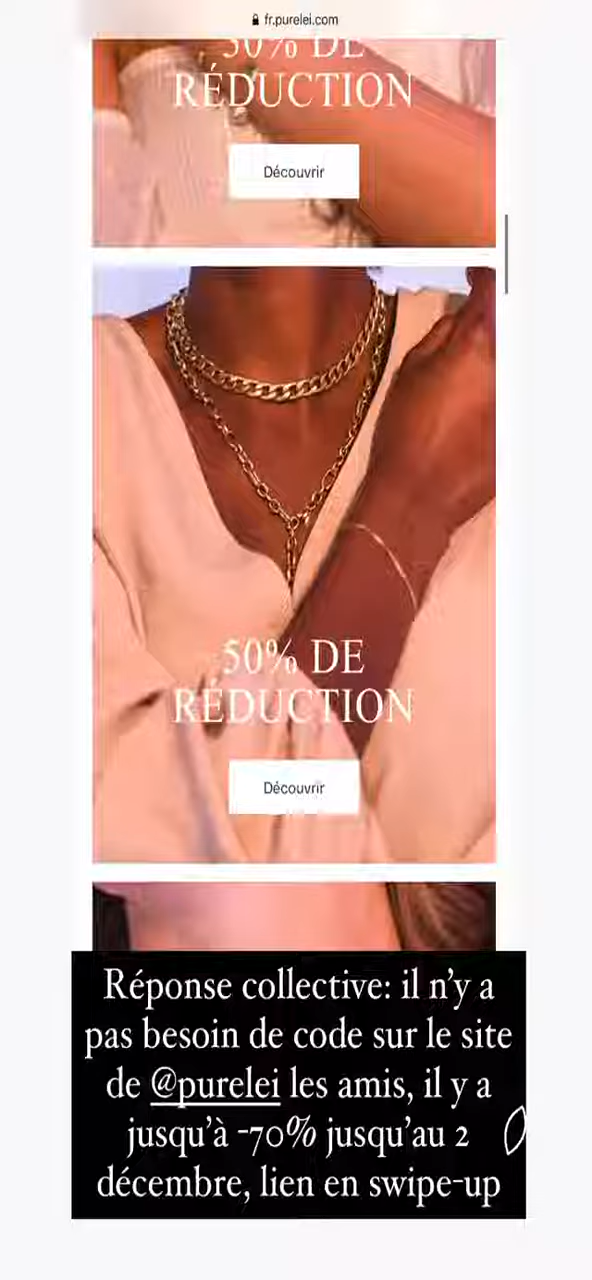 fr.purelei.com
50% DE
RÉDUCTION
Découvrir
50% DE
RÉDUCTION
Découvrir
Réponse collective: il n'y a
pas besoin de code sur le site
de @purelei les amis, il y a
jusqu'à -70% jusqu'au 2
décembre, lien en swipe-up